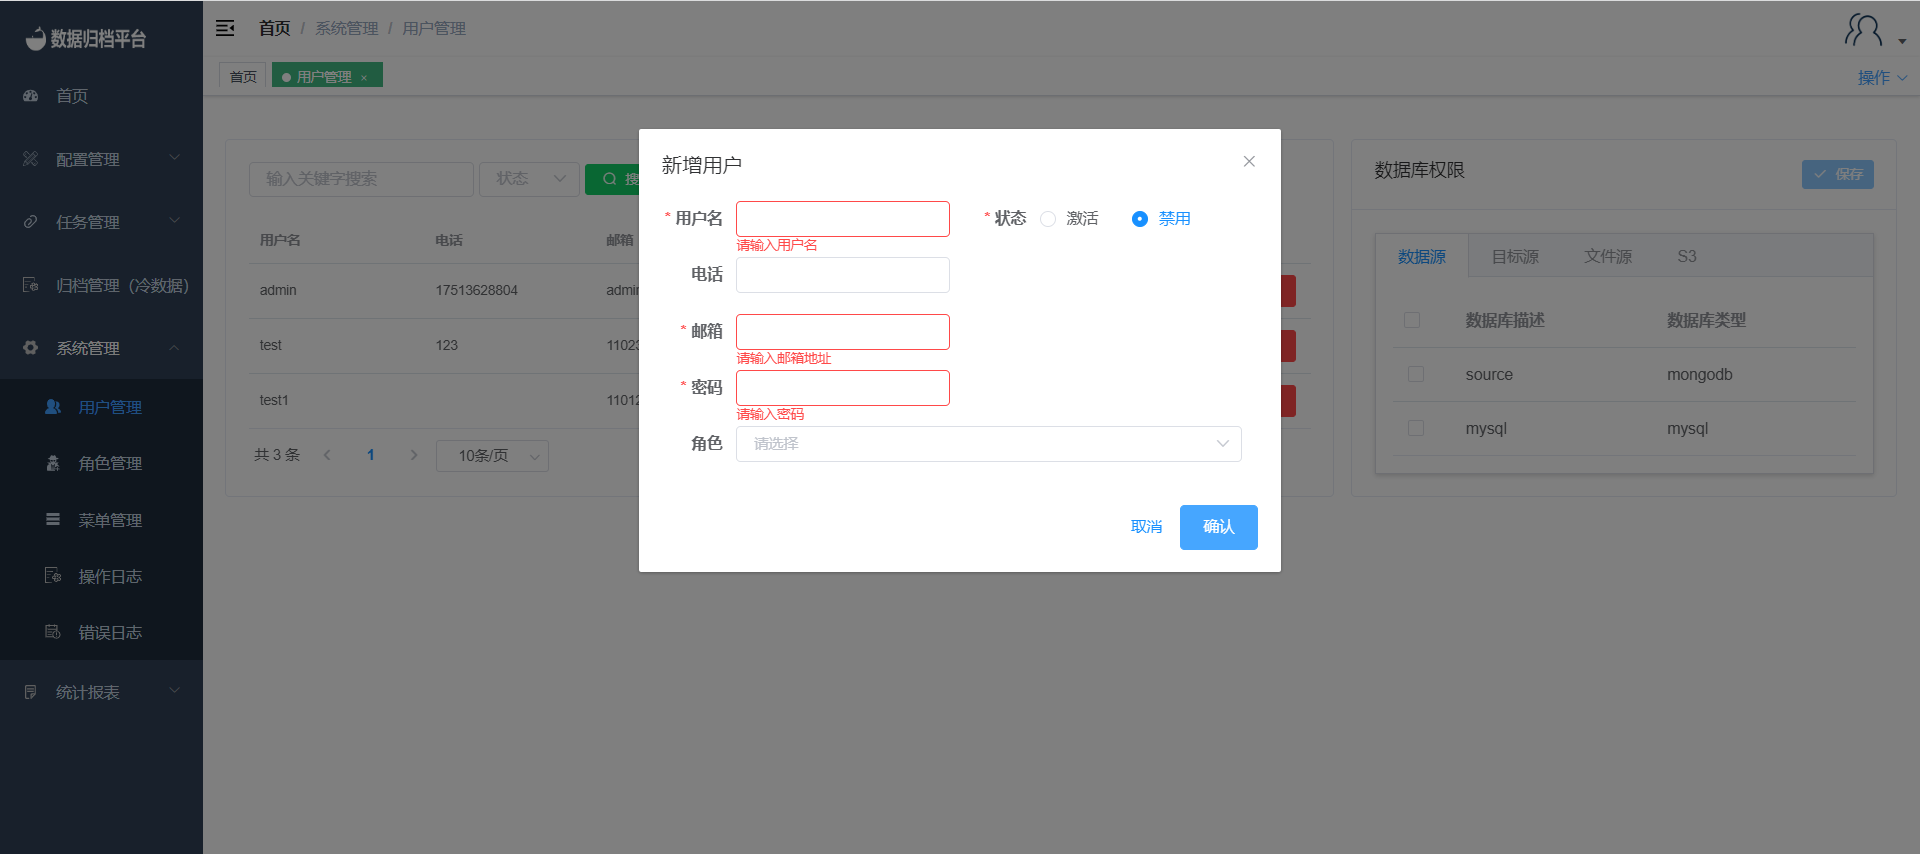 数据归档平台
首页
配置管理
任务管理
归档管理（冷数据）
系统管理
用户管理
角色管理
菜单管理
操作日志
错误日志
统计报表
首页 / 系统管理 / 用户管理
首页 用户管理 ×
操作
输入关键字搜索 状态
用户名 电话 邮箱
admin 17513628804
test 123
test1
共 3 条 1 10条/页
新增用户
* 用户名
请输入用户名
* 状态 激活 禁用
电话
* 邮箱
请输入邮箱地址
* 密码
请输入密码
角色 请选择
取消 确认
数据库权限 保存
数据源 目标源 文件源 S3
数据库描述 数据库类型
source mongodb
mysql mysql